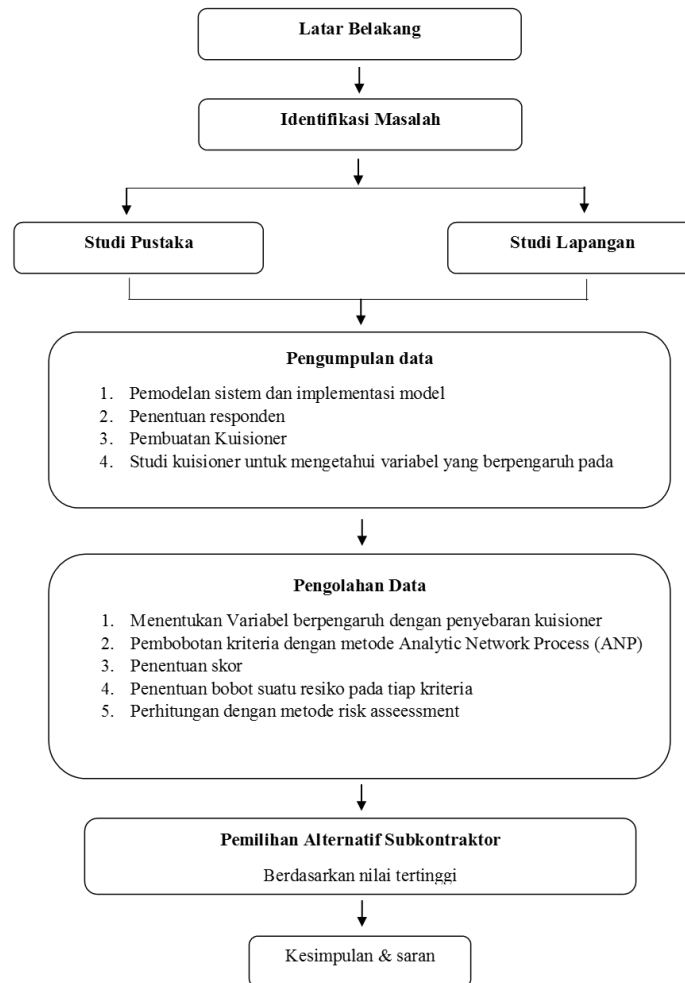 Latar Belakang
Identifikasi Masalah
Studi Pustaka
Studi Lapangan
Pengumpulan data
1. Pemodelan sistem dan implementasi model
2. Penentuan responden
3. Pembuatan Kuisioner
4. Studi kuisioner untuk mengetahui variabel yang berpengaruh pada
Pengolahan Data
1. Menentukan Variabel berpengaruh dengan penyebaran kuisioner
2. Pembobotan kriteria dengan metode Analytic Network Process (ANP)
3. Penentuan skor
4. Penentuan bobot suatu resiko pada tiap kriteria
5. Perhitungan dengan metode risk asseessment
Pemilihan Alternatif Subkontraktor
Berdasarkan nilai tertinggi
Kesimpulan & saran